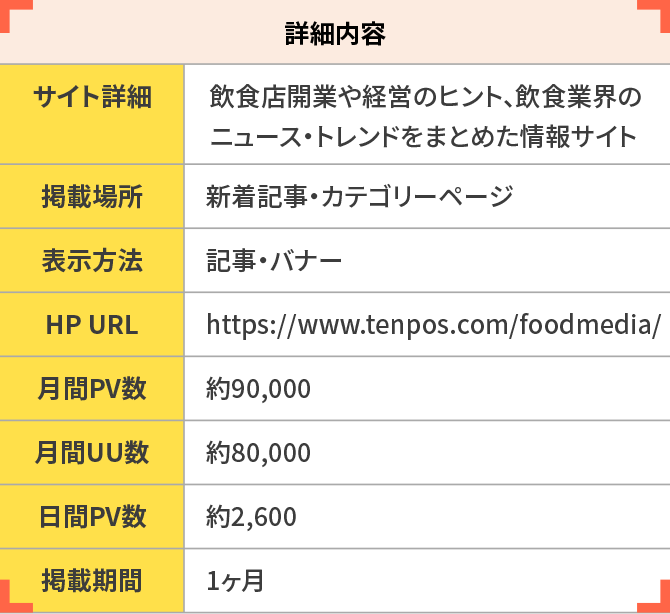 詳細内容
サイト詳細
飲食店開業や経営のヒント、飲食業界の
ニュース・トレンドをまとめた情報サイト
掲載場所
新着記事・カテゴリーページ
表示方法
記事・バナー
HP URL
https://www.tenpos.com/foodmedia/
月間PV数
約90,000
月間UU数
約80,000
日間PV数
約2,600
掲載期間
1ヶ月